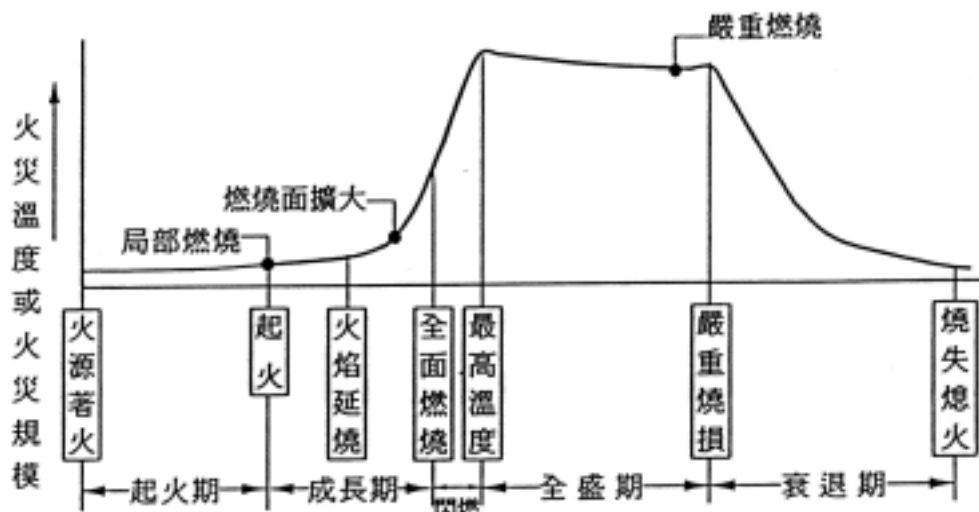 火災溫度或火災規模
嚴重燃燒
燃燒面擴大
局部燃燒
火源著火
起火
火焰延燒
全面燃燒
最高溫度
嚴重燒損
燒失熄火
起火期
成長期
閃燃
全盛期
衰退期